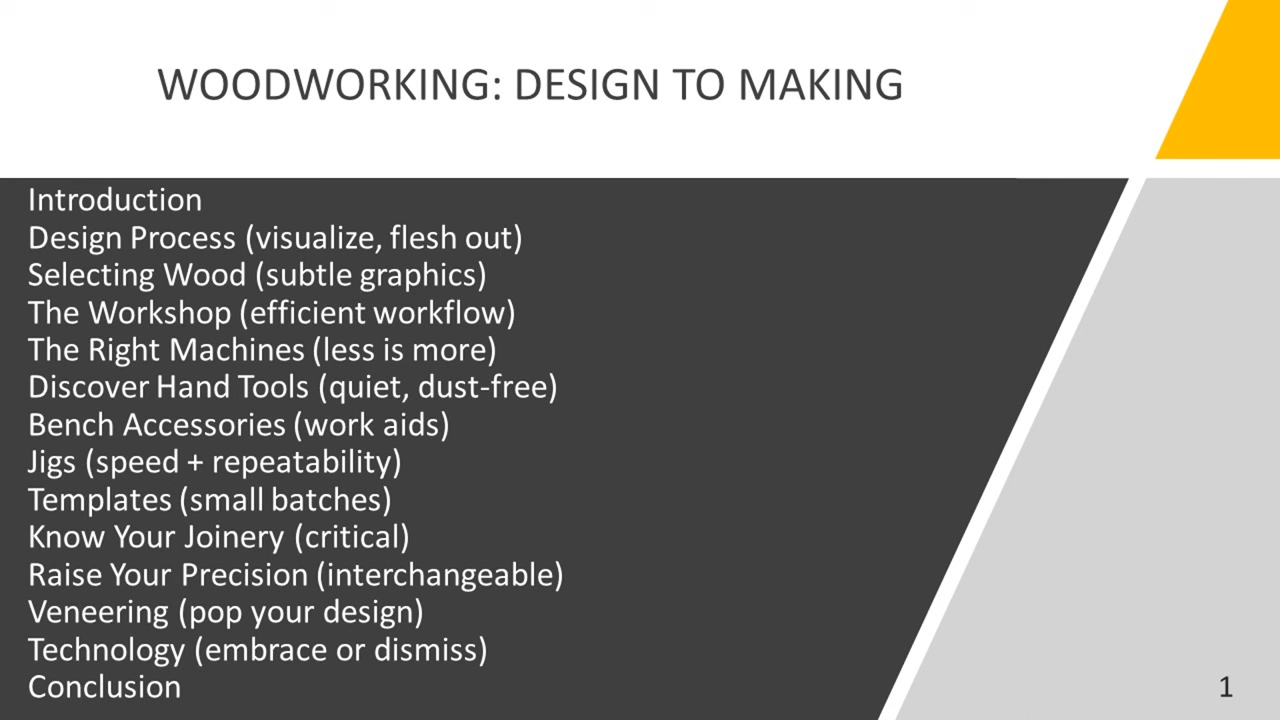 WOODWORKING: DESIGN TO MAKING
Introduction
Design Process (visualize, flesh out)
Selecting Wood (subtle graphics)
The Workshop (efficient workflow)
The Right Machines (less is more)
Discover Hand Tools (quiet, dust-free)
Bench Accessories (work aids)
Jigs (speed + repeatability)
Templates (small batches)
Know Your Joinery (critical)
Raise Your Precision (interchangeable)
Veneering (pop your design)
Technology (embrace or dismiss)
Conclusion
1